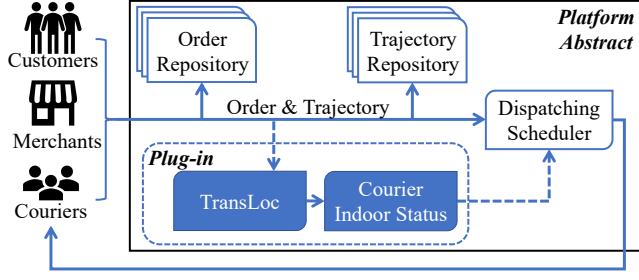 Customers
Merchants
Couriers
Platform
Abstract
Order
Repository
Trajectory
Repository
Order & Trajectory
Dispatching
Scheduler
Plug-in
TransLoc
Courier
Indoor Status